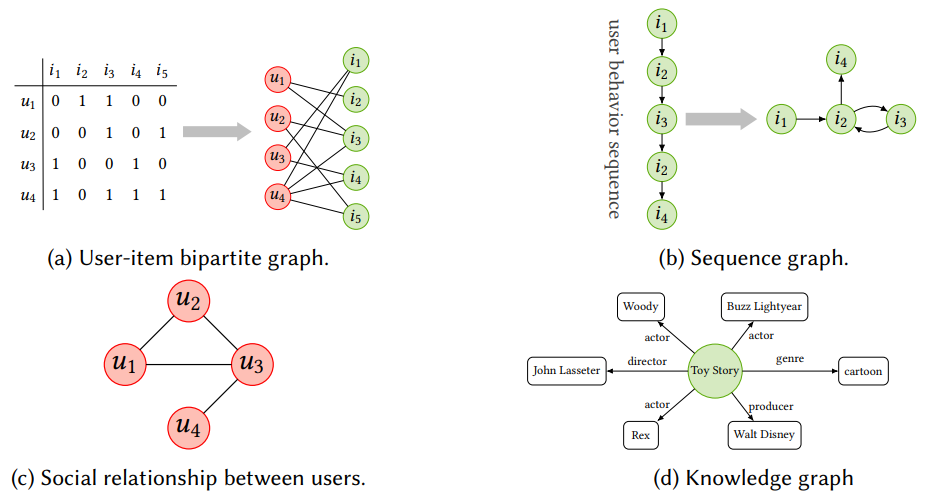 i1 i2 i3 i4 i5
u1 0 1 1 0 0
u2 0 0 1 0 1
u3 1 0 0 1 0
u4 1 0 1 1 1
u1
u2
u3
u4
i1
i2
i3
i4
i5
(a) User-item bipartite graph.
user behavior sequence
i1
i2
i3
i2
i4
i4
i1
i2
i3
(b) Sequence graph.
u2
u1
u3
u4
(c) Social relationship between users.
Woody
Buzz Lightyear
actor
actor
John Lasseter
director
Toy Story
genre
cartoon
actor
producer
Rex
Walt Disney
(d) Knowledge graph